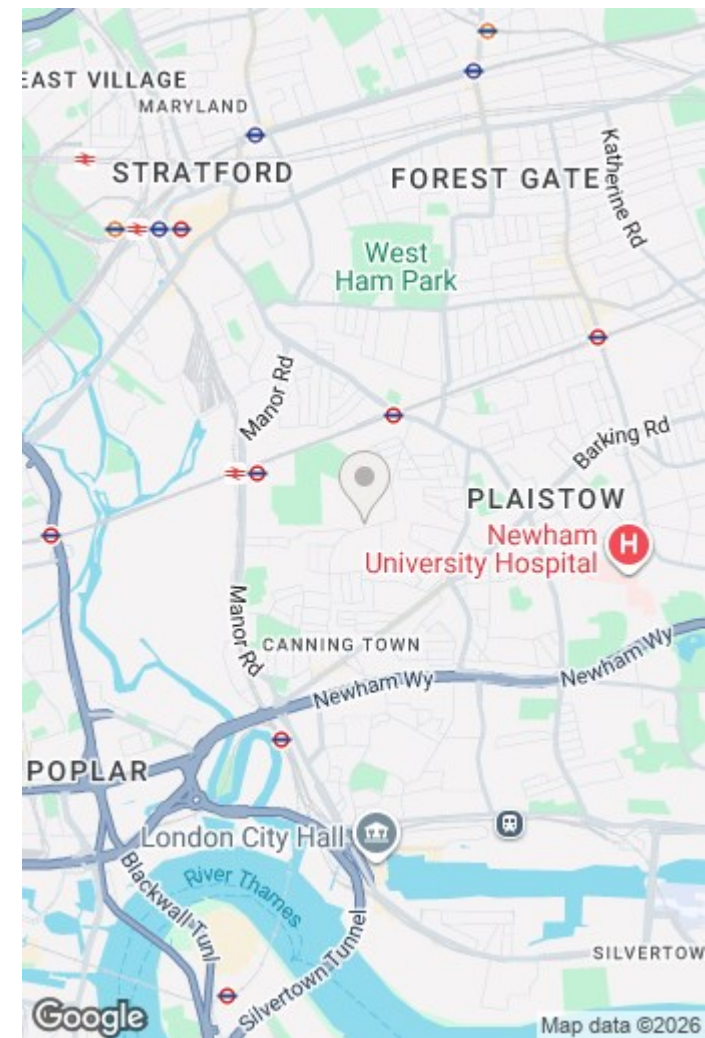 EAST VILLAGE
MARYLAND
STRATFORD
FOREST GATE
Katherine Rd
West
Ham Park
Manor Rd
Barking Rd
PLAISTOW
Newham
University Hospital
H
Manor Rd
CANNING TOWN
Newham Wy
Newham Wy
POPLAR
London City Hall
River Thames
Blackwall Tunl
Silvertown Tunnel
SILVERTOW
Google
Map data ©2026